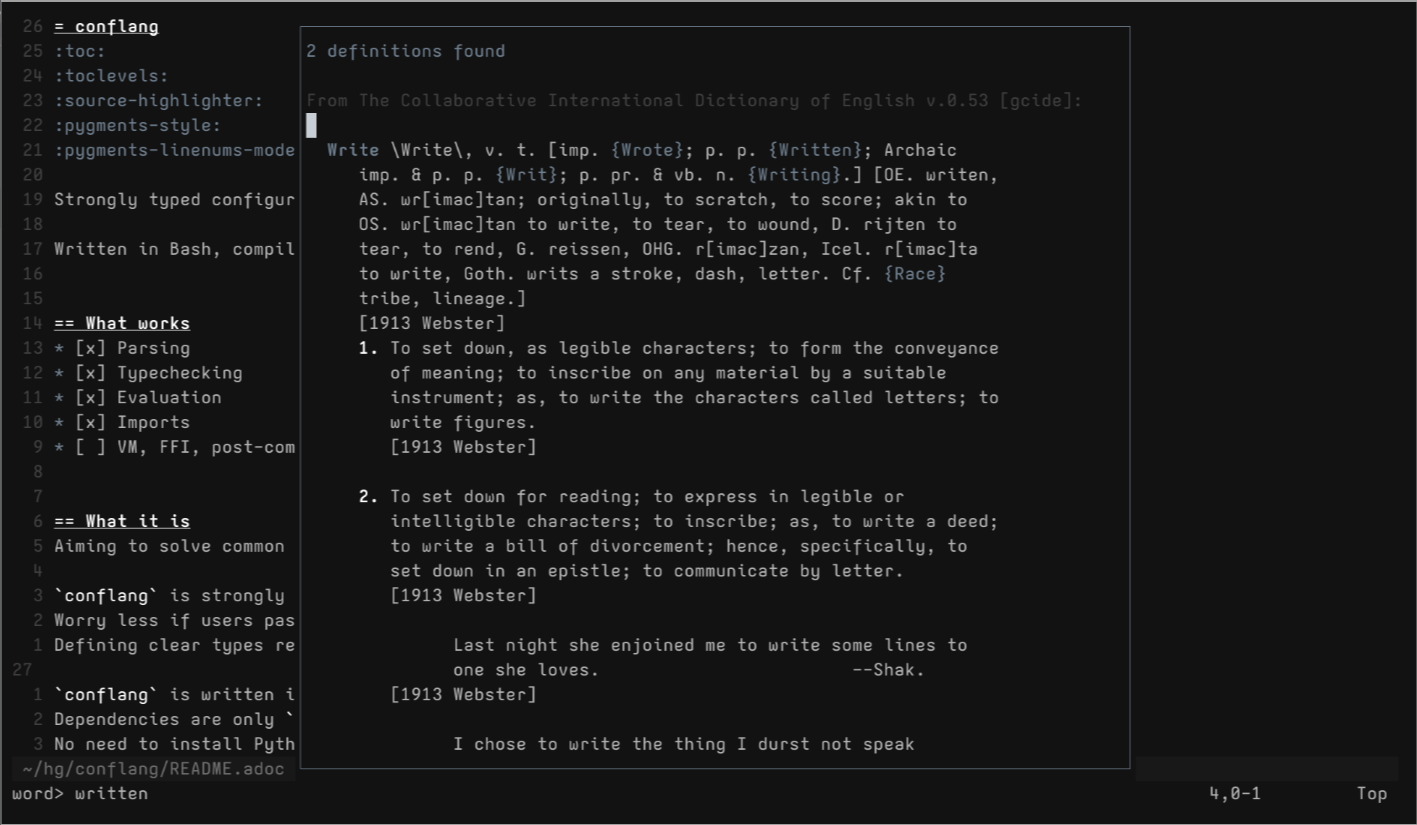 26 = conflang
25 :toc:
24 :toclevels:
23 :source-highlighter:
22 :pygments-style:
21 :pygments-linenums-mode
20
19 Strongly typed configur
18
17 Written in Bash, compil
16
15
14 == What works
13 * [x] Parsing
12 * [x] Typechecking
11 * [x] Evaluation
10 * [x] Imports
9 * [ ] VM, FFI, post-com
8
7
6 == What it is
5 Aiming to solve common
4
3 `conflang` is strongly
2 Worry less if users pas
1 Defining clear types re
27
1 `conflang` is written i
2 Dependencies are only `
3 No need to install Pyth
~/hg/conflang/README.adoc
2 definitions found
From The Collaborative International Dictionary of English v.0.53 [gcide]:
Write \Write\, v. t. [imp. {Wrote}; p. p. {Written}; Archaic
imp. & p. p. {Writ}; p. pr. & vb. n. {Writing}.] [OE. writen,
AS. wr[imac]tan; originally, to scratch, to score; akin to
OS. wr[imac]tan to write, to tear, to wound, D. rijten to
tear, to rend, G. reissen, OHG. r[imac]zan, Icel. r[imac]ta
to write, Goth. writs a stroke, dash, letter. Cf. {Race}
tribe, lineage.]
[1913 Webster]
1. To set down, as legible characters; to form the conveyance
of meaning; to inscribe on any material by a suitable
instrument; as, to write the characters called letters; to
write figures.
[1913 Webster]
2. To set down for reading; to express in legible or
intelligible characters; to inscribe; as, to write a deed;
to write a bill of divorcement; hence, specifically, to
set down in an epistle; to communicate by letter.
[1913 Webster]
Last night she enjoined me to write some lines to
one she loves. --Shak.
[1913 Webster]
I chose to write the thing I durst not speak
word> written 4,0-1 Top